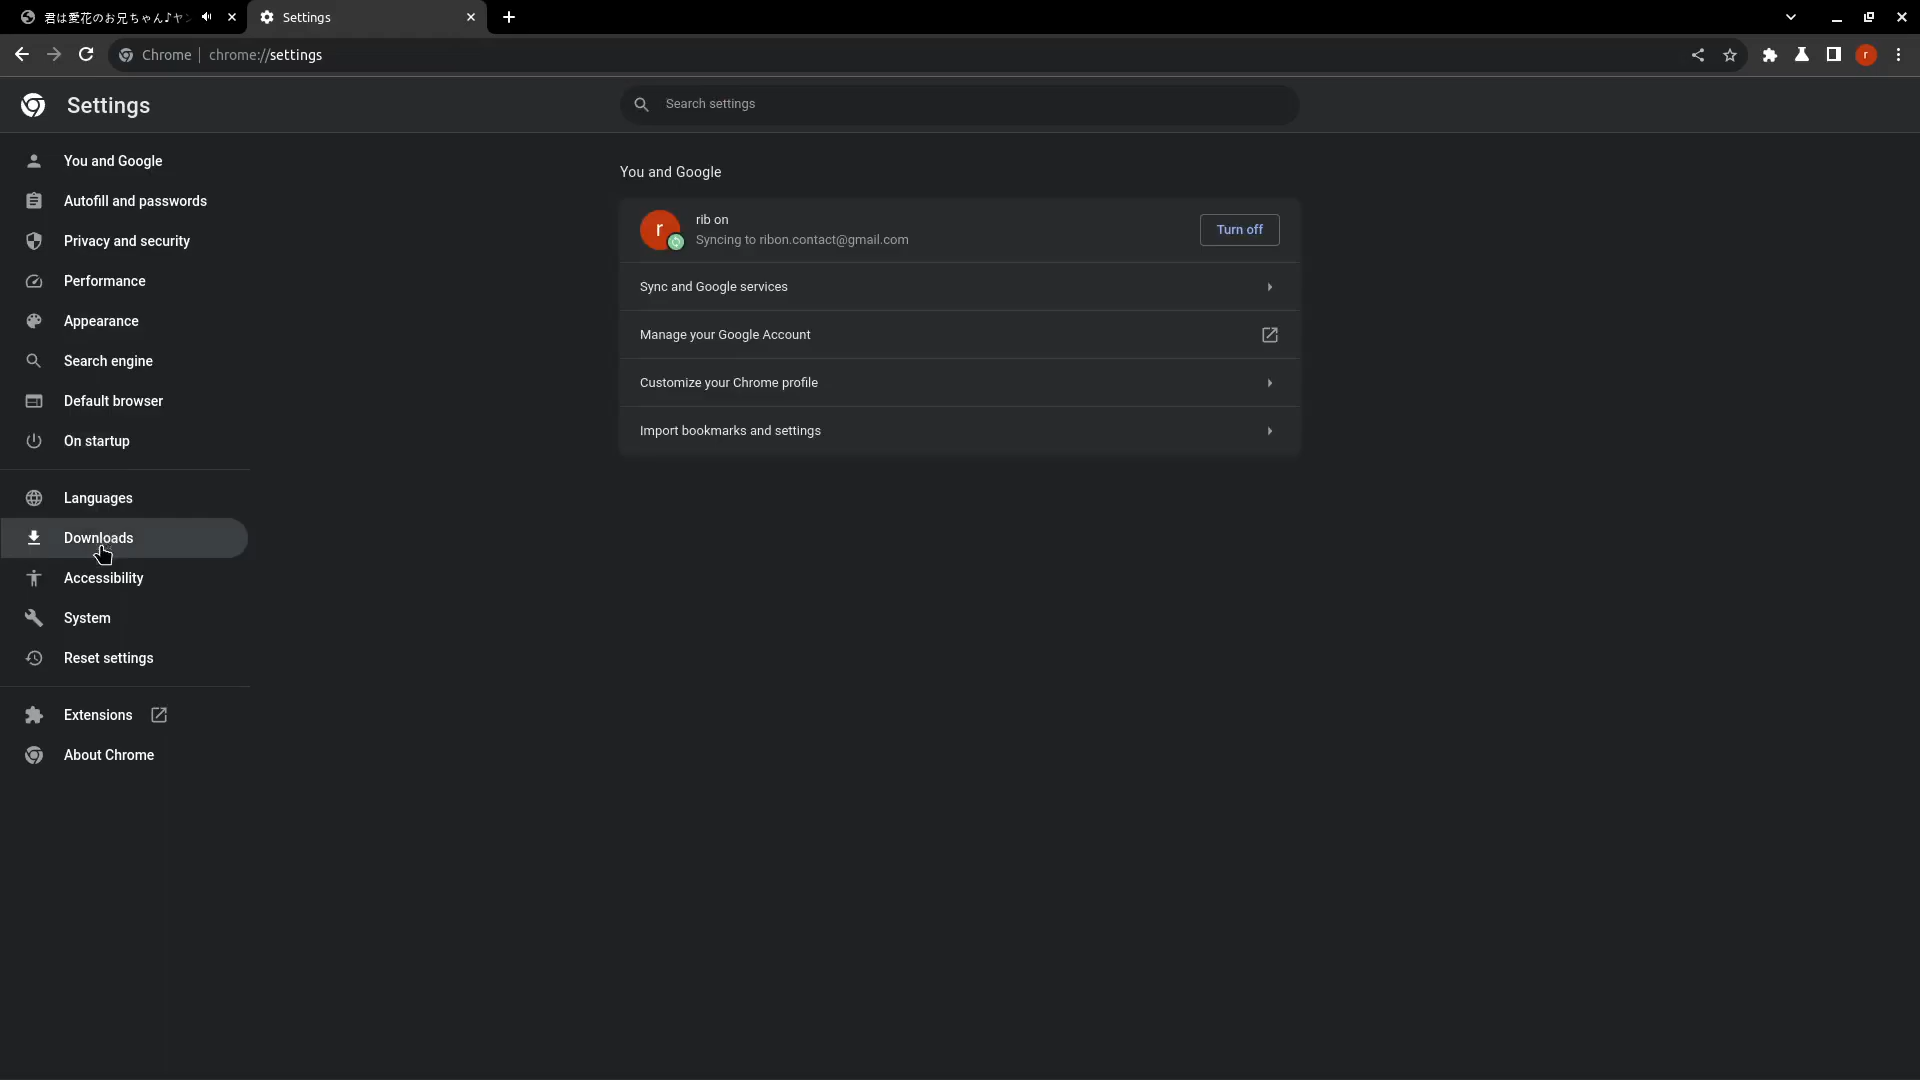 君は愛花のお兄ちゃん♪ヤン
Settings
Chrome | chrome://settings
r
Settings
Search settings
You and Google
Autofill and passwords
Privacy and security
Performance
Appearance
Search engine
Default browser
On startup
Languages
Downloads
Accessibility
System
Reset settings
Extensions
About Chrome
You and Google
r
rib on
Syncing to ribon.contact@gmail.com
Turn off
Sync and Google services
Manage your Google Account
Customize your Chrome profile
Import bookmarks and settings